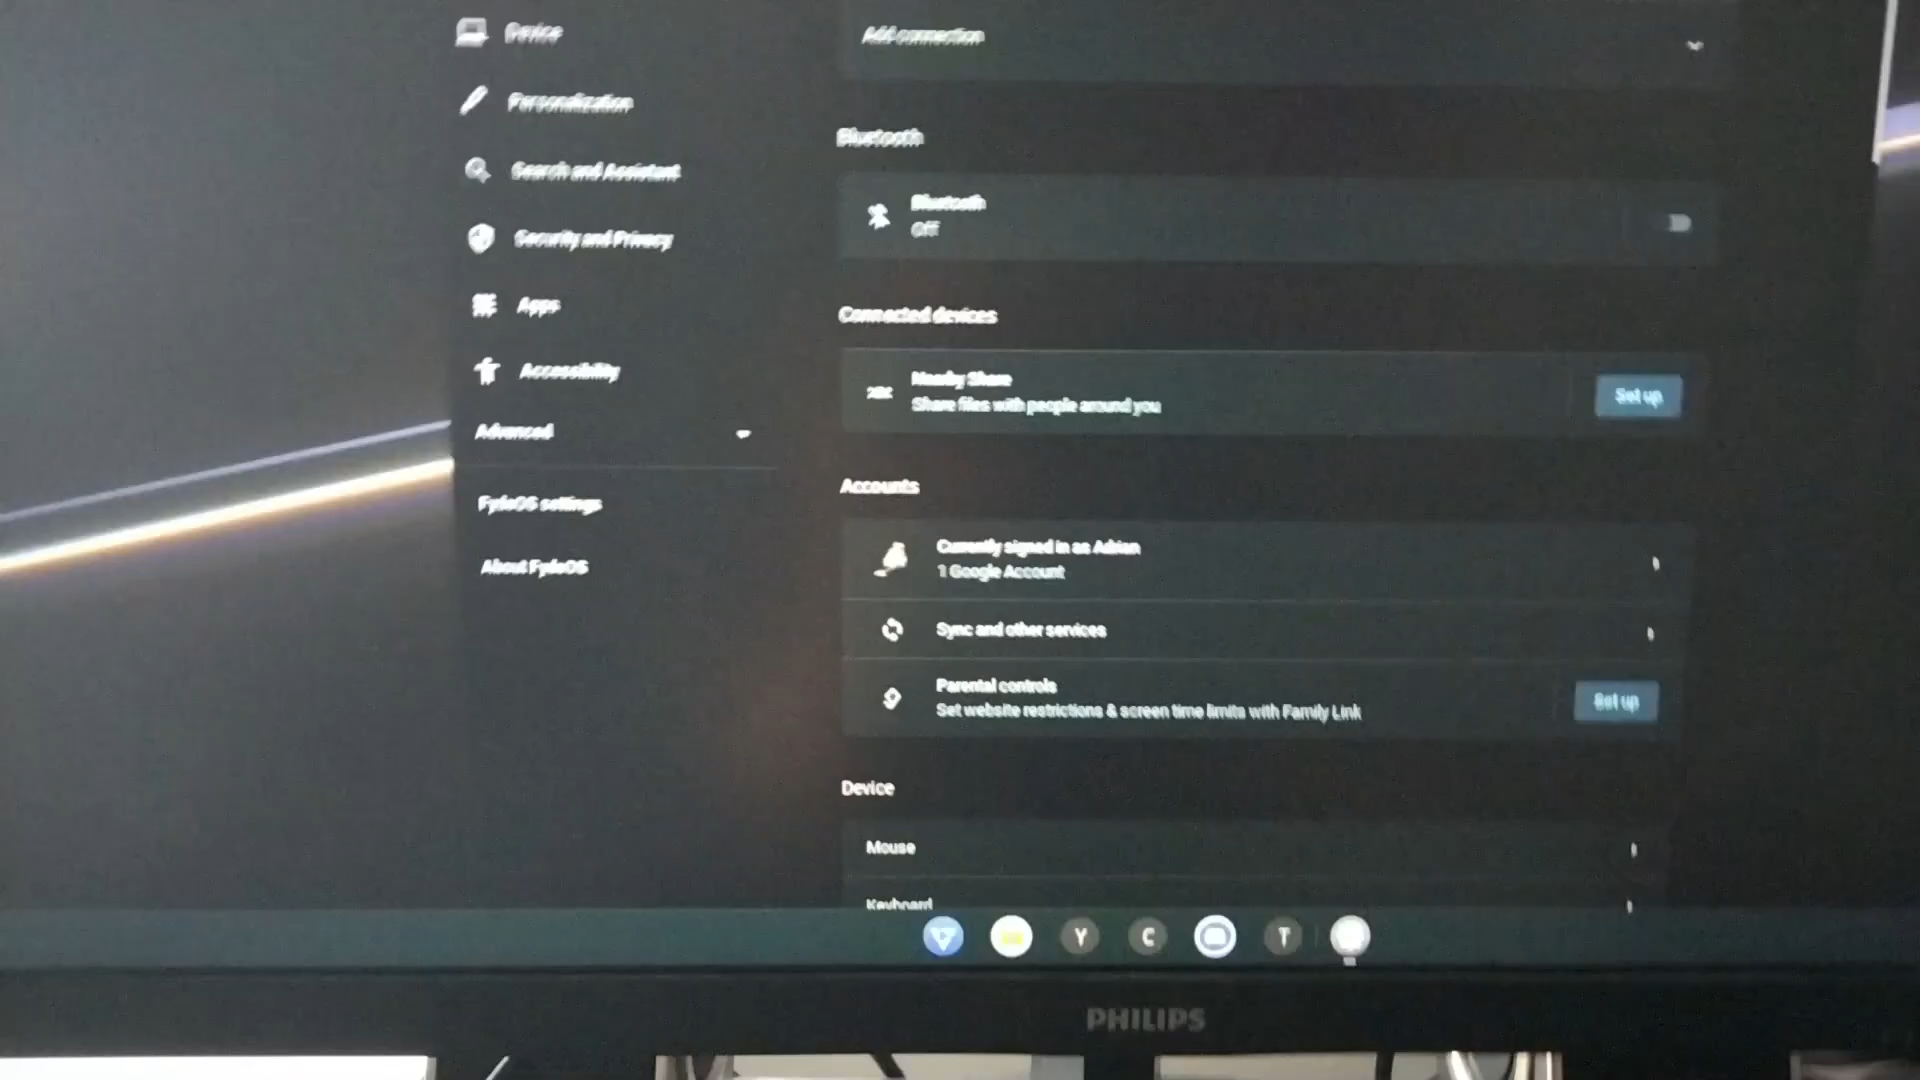 Device
Personalization
Search and Assistant
Security and Privacy
Apps
Accessibility
Advanced
FydeOS settings
About FydeOS
Add connection
Bluetooth
Bluetooth
Off
Connected devices
Nearby Share
Share files with people around you
Set up
Accounts
Currently signed in as Adrian
1 Google Account
Sync and other services
Parental controls
Set website restrictions & screen time limits with Family Link
Set up
Device
Mouse
Keyboard
Y
C
T
PHILIPS